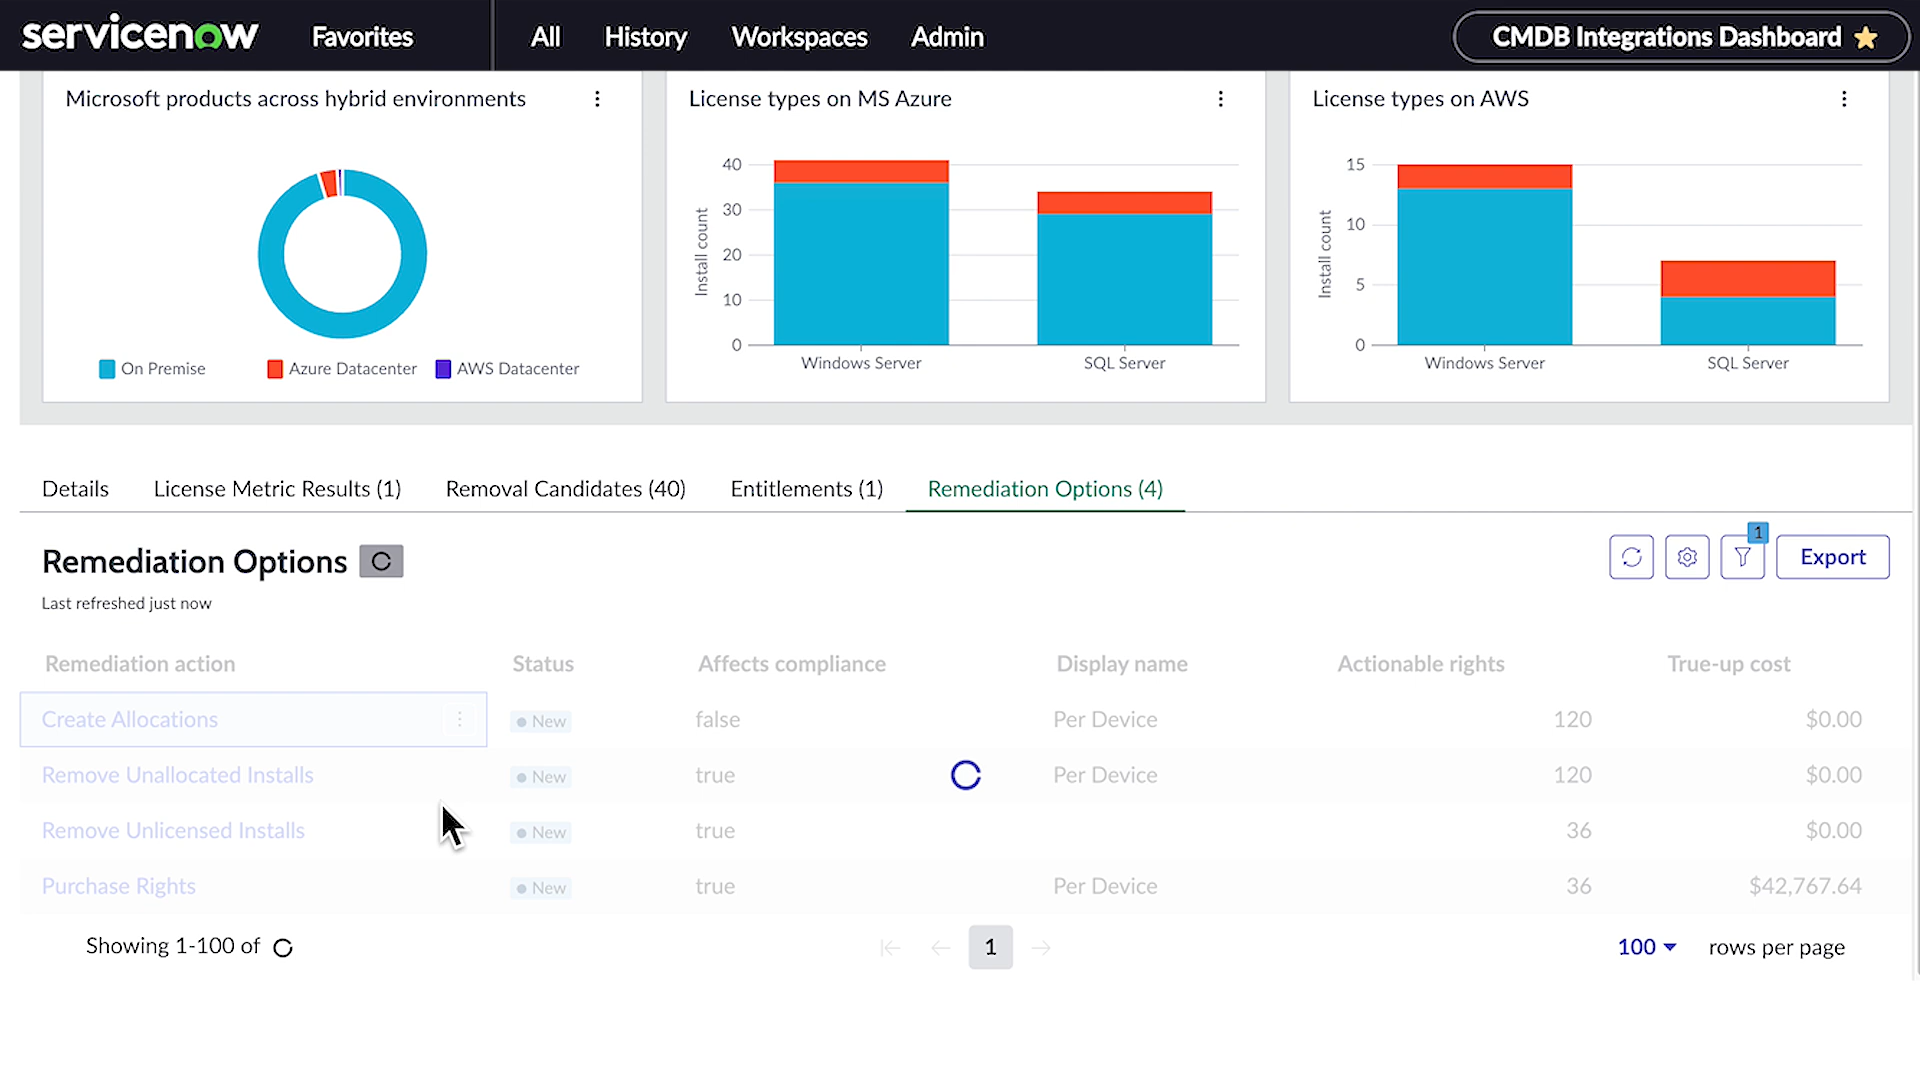 servicenow Favorites All History Workspaces Admin CMDB Integrations Dashboard
Microsoft products across hybrid environments
On Premise Azure Datacenter AWS Datacenter
License types on MS Azure
Install count
40
30
20
10
0
Windows Server SQL Server
License types on AWS
Install count
15
10
5
0
Windows Server SQL Server
Details License Metric Results (1) Removal Candidates (40) Entitlements (1) Remediation Options (4)
Remediation Options
1
Export
Last refreshed just now
Remediation action Status Affects compliance Display name Actionable rights True-up cost
Create Allocations New false Per Device 120 $0.00
Remove Unallocated Installs New true Per Device 120 $0.00
Remove Unlicensed Installs New true 36 $0.00
Purchase Rights New true Per Device 36 $42,767.64
Showing 1-100 of 1 100 rows per page